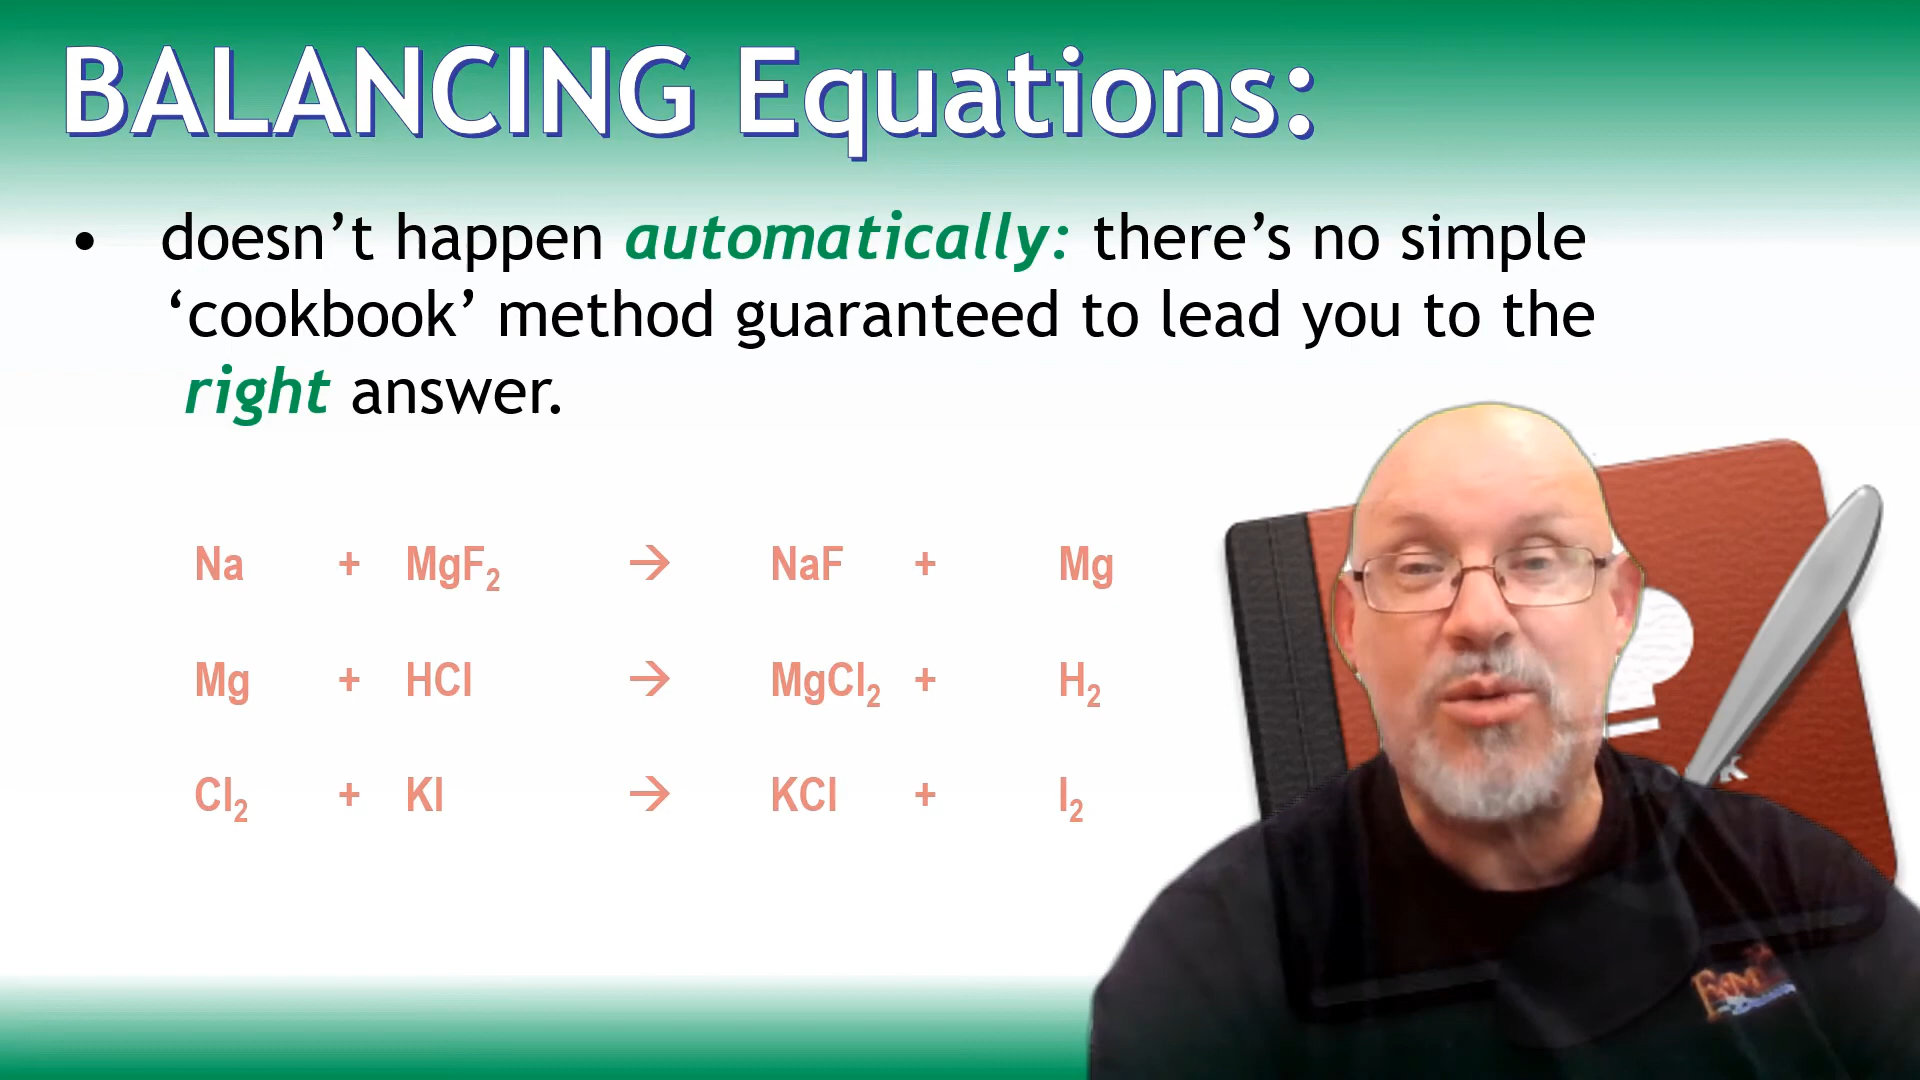 BALANCING Equations:
• doesn’t happen automatically: there’s no simple
‘cookbook’ method guaranteed to lead you to the
right answer.
Na + MgF₂ → NaF + Mg
Mg + HCl → MgCl₂ + H₂
Cl₂ + KI → KCl + I₂